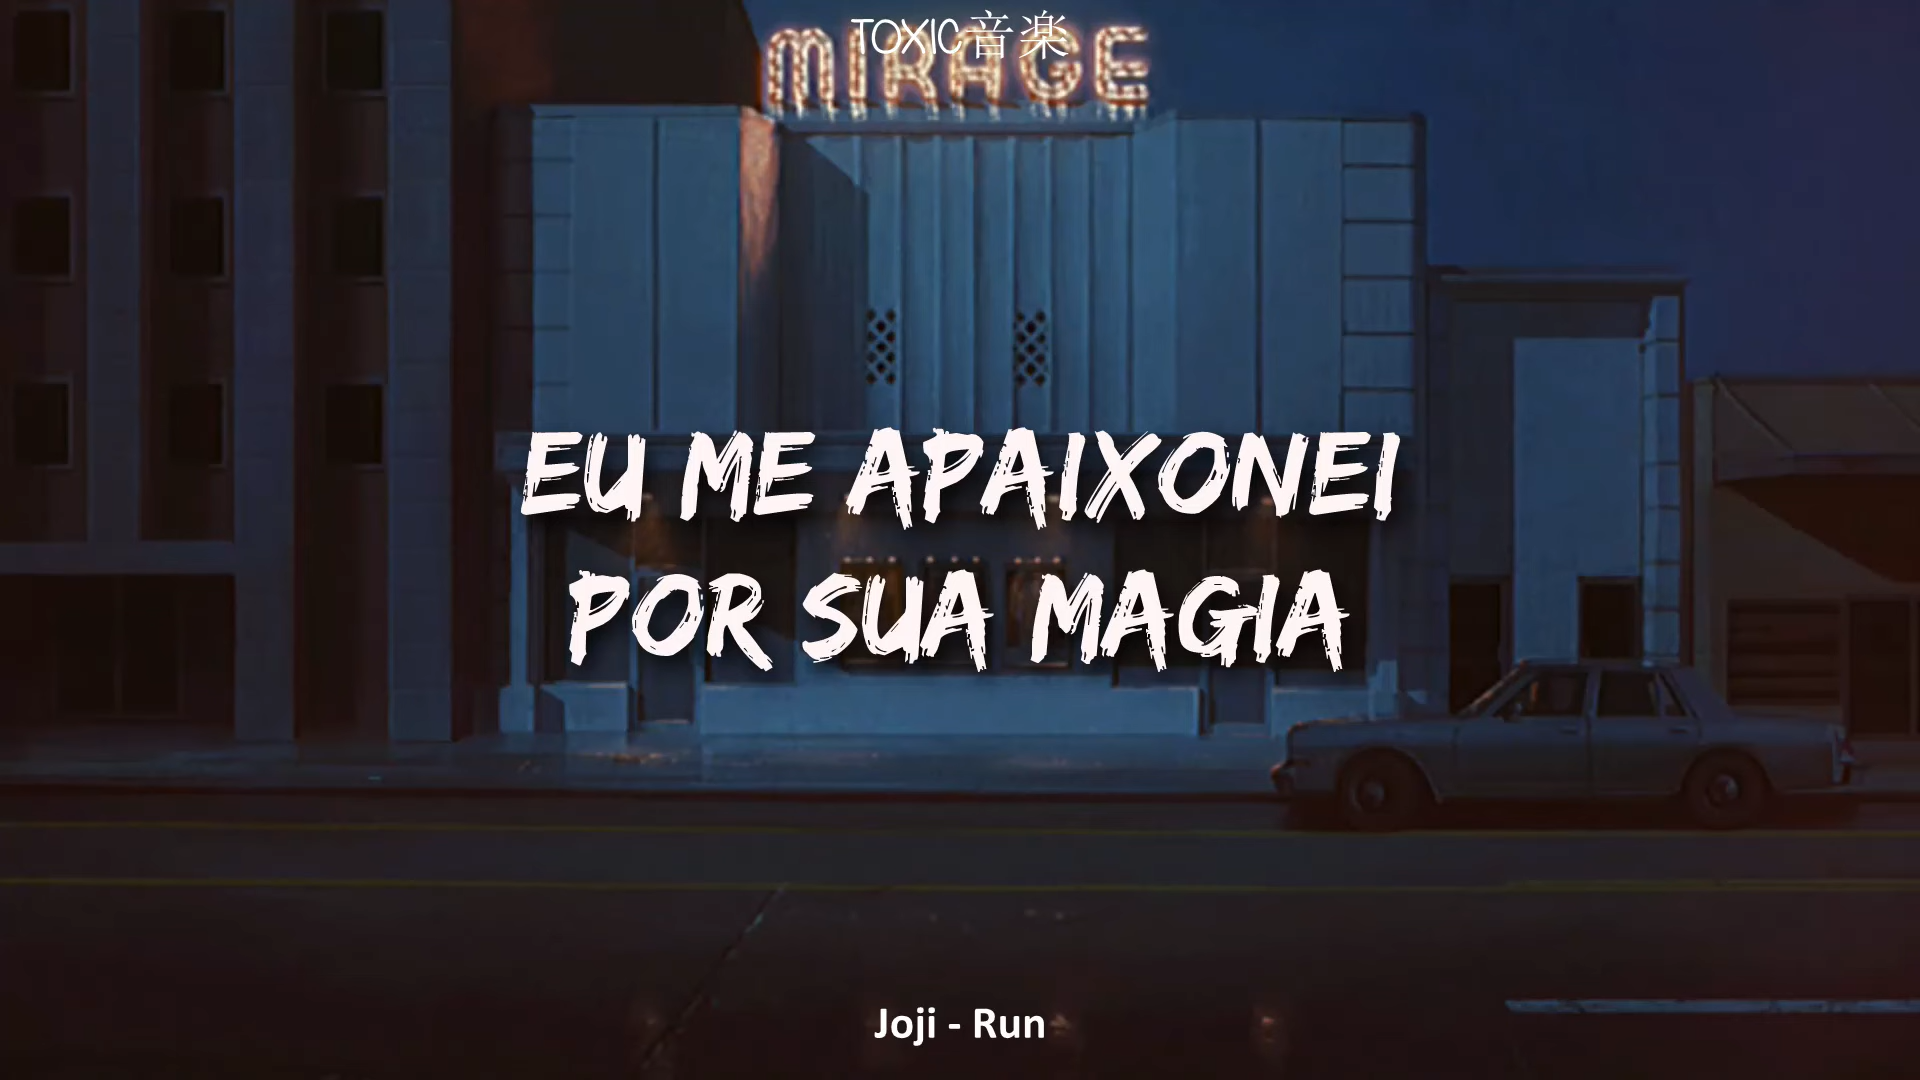 TOXIC音楽
MIRAGE
EU ME APAIXONEI
POR SUA MAGIA
Joji - Run